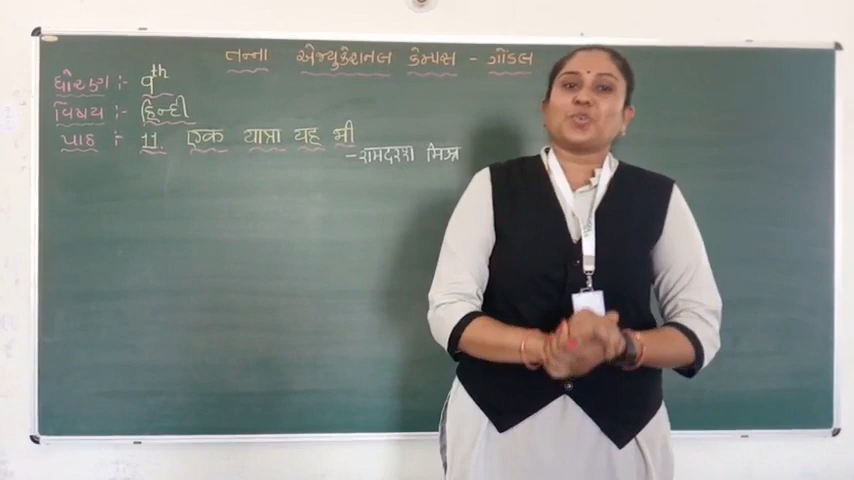 તન્ના એજ્યુકેશનલ કેમ્પસ - ગોંડલ
ધોરણ :- 9th
વિષય :- हिन्दी
પાઠ :- 11. एक यात्रा यह भी
- रामदरश मिश्र